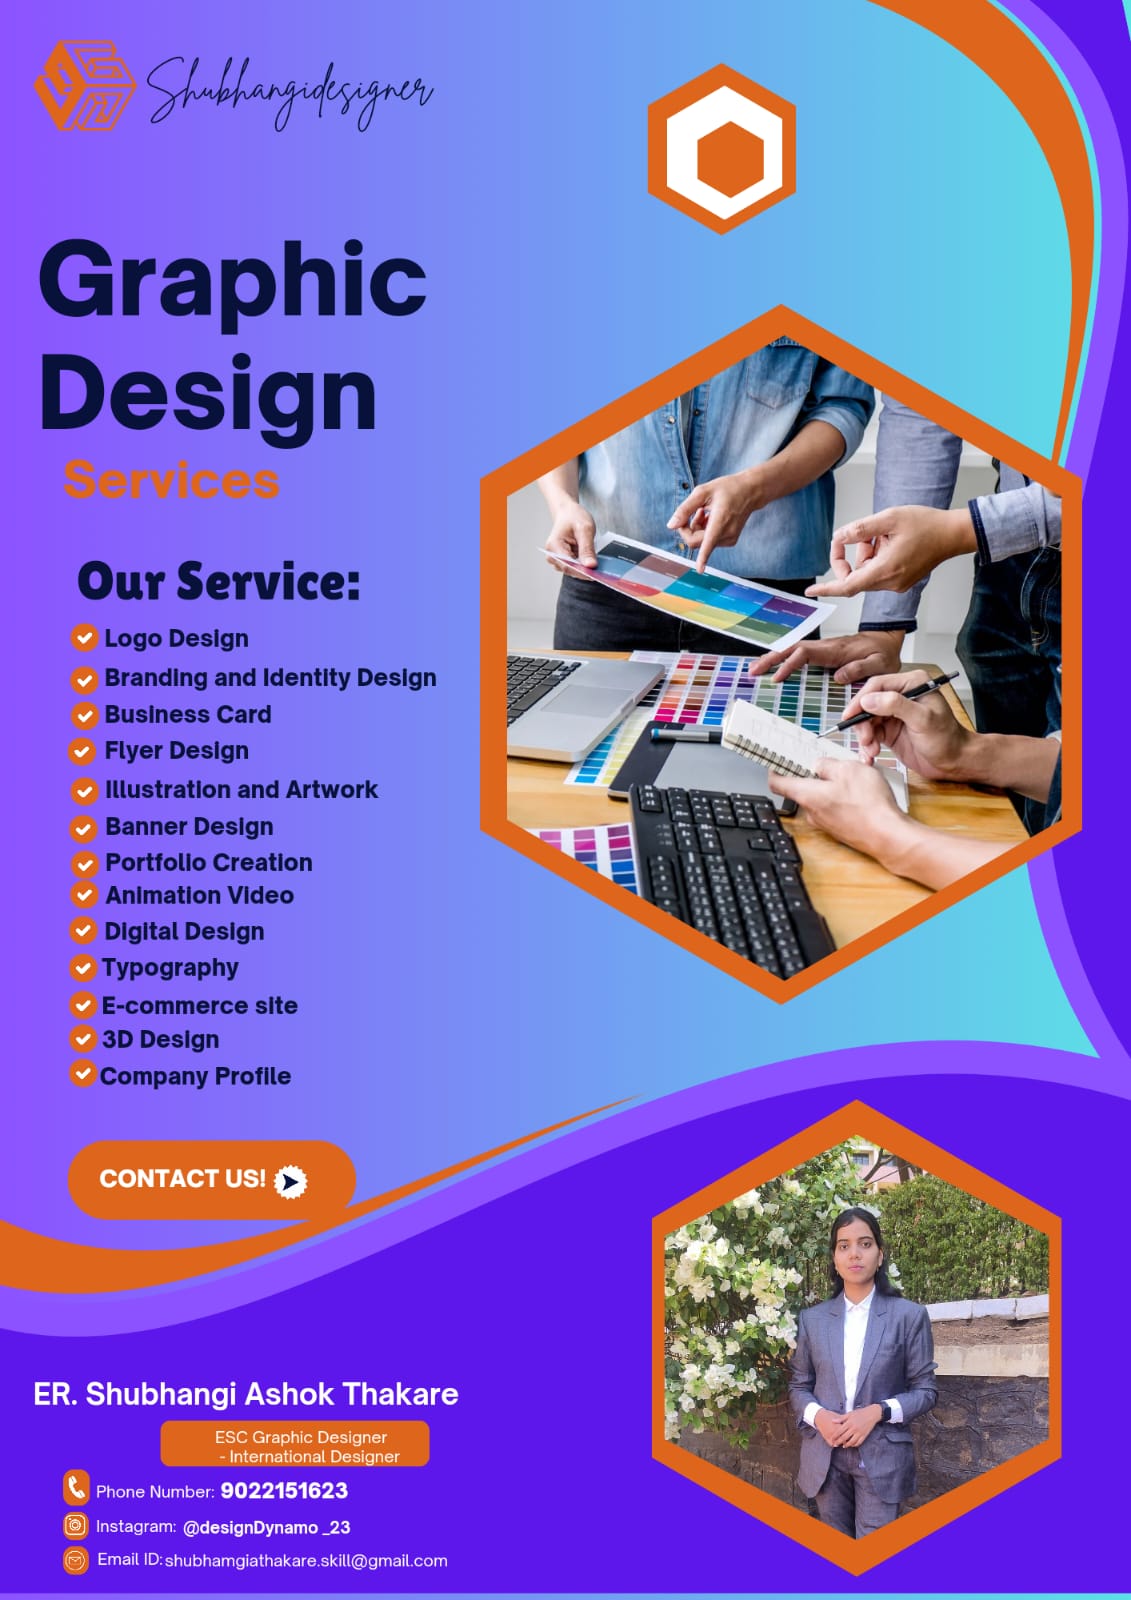 Shubhangidesigner
Graphic
Design
Services
Our Service:
Logo Design
Branding and Identity Design
Business Card
Flyer Design
Illustration and Artwork
Banner Design
Portfolio Creation
Animation Video
Digital Design
Typography
E-commerce site
3D Design
Company Profile
CONTACT US!
ER. Shubhangi Ashok Thakare
ESC Graphic Designer
- International Designer
Phone Number: 9022151623
Instagram: @designDynamo _23
Email ID:shubhamgiathakare.skill@gmail.com